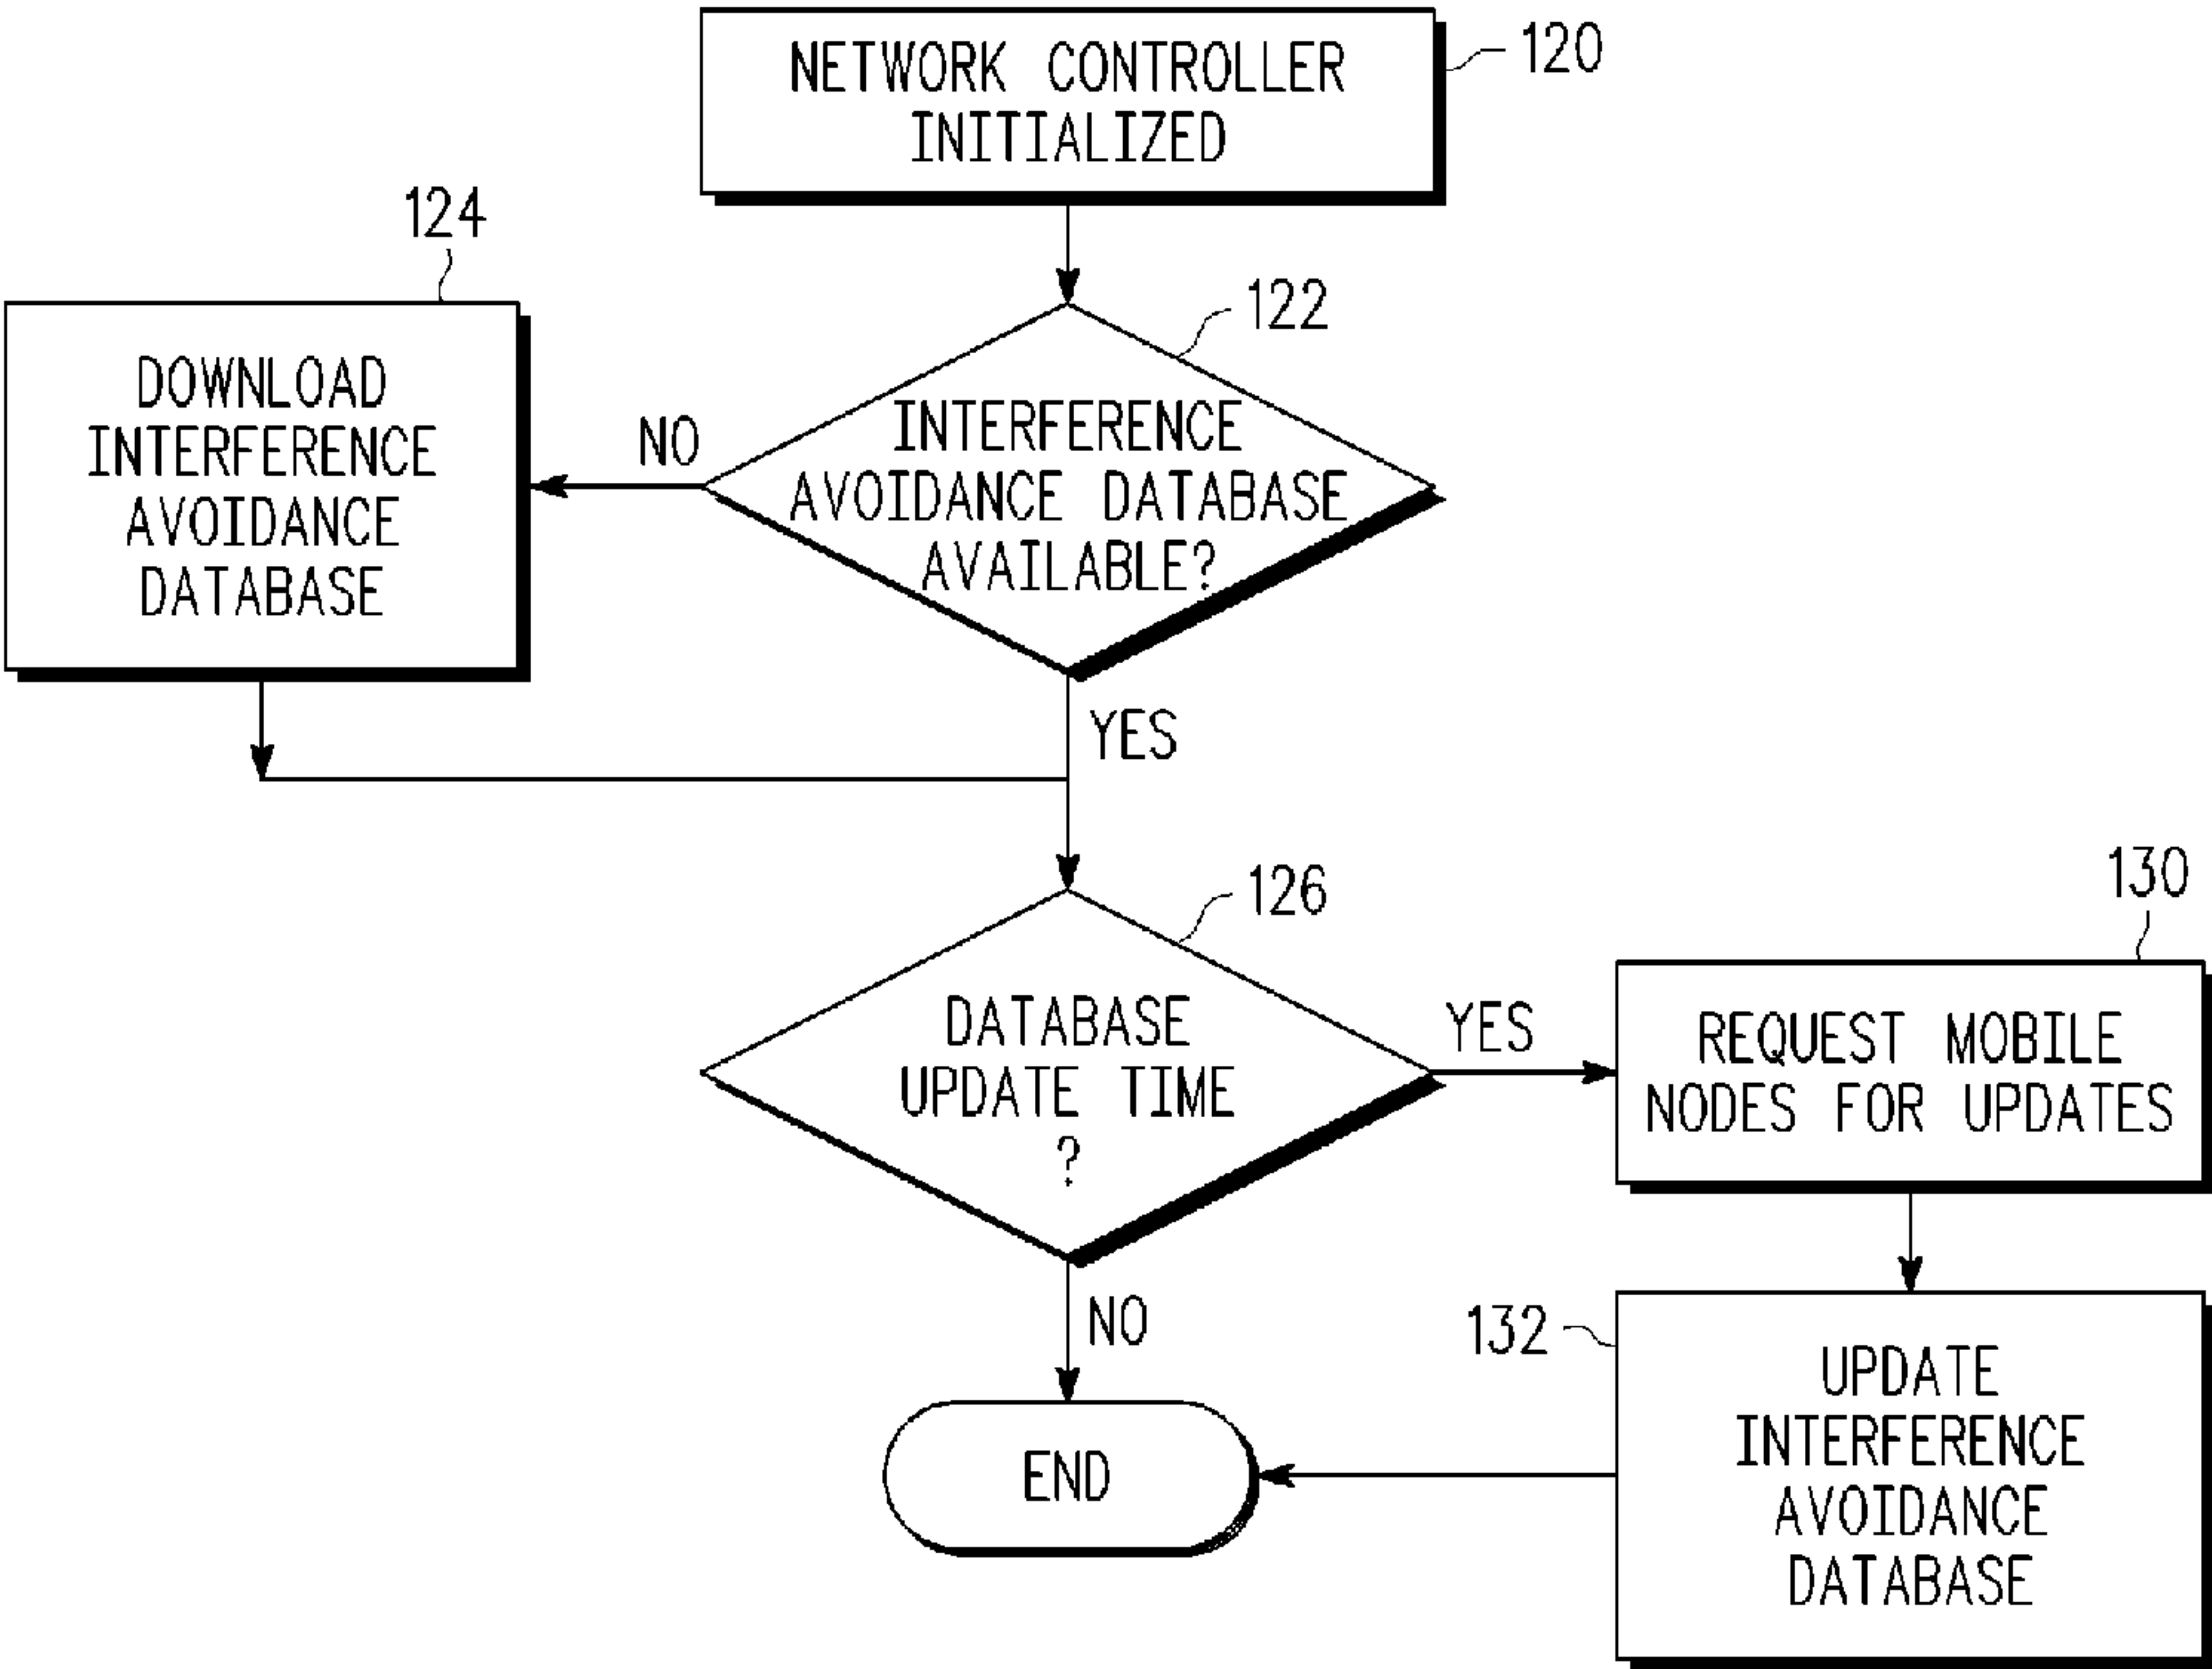 NETWORK CONTROLLER
INITIALIZED
120
124
122
DOWNLOAD
INTERFERENCE
AVOIDANCE
DATABASE
NO
INTERFERENCE
AVOIDANCE DATABASE
AVAILABLE?
YES
126
130
DATABASE
UPDATE TIME
?
YES
REQUEST MOBILE
NODES FOR UPDATES
NO
132
UPDATE
INTERFERENCE
AVOIDANCE
DATABASE
END